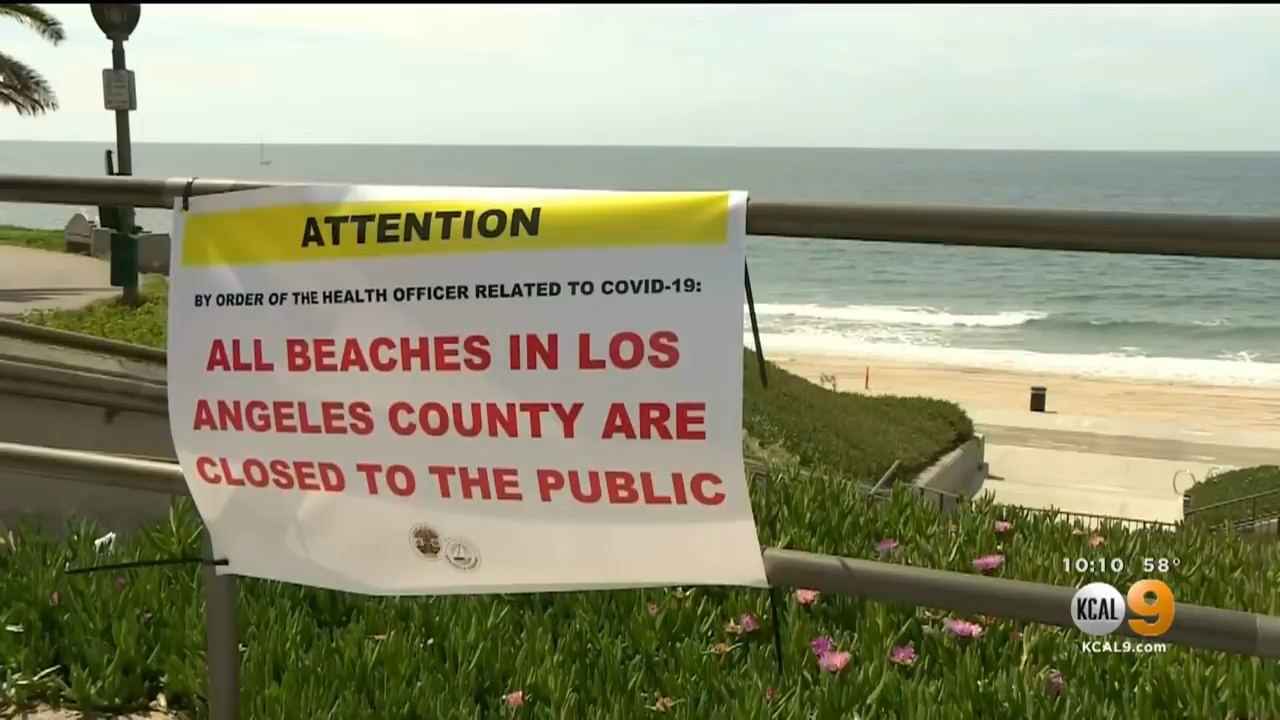 ATTENTION
BY ORDER OF THE HEALTH OFFICER RELATED TO COVID-19:
ALL BEACHES IN LOS
ANGELES COUNTY ARE
CLOSED TO THE PUBLIC
10:10 58°
KCAL 9
KCAL9.com